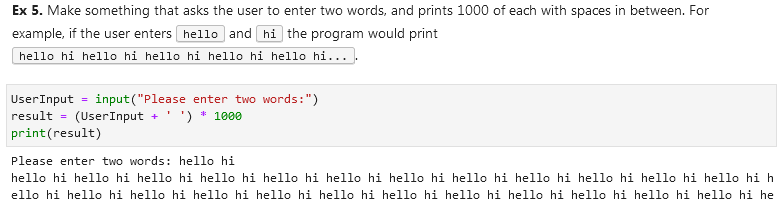 Ex 5. Make something that asks the user to enter two words, and prints 1000 of each with spaces in between. For
example, if the user enters hello and hi the program would print
hello hi hello hi hello hi hello hi hello hi... .
UserInput = input("Please enter two words:")
result = (UserInput + ' ') * 1000
print(result)
Please enter two words: hello hi
hello hi hello hi hello hi hello hi hello hi hello hi hello hi hello hi hello hi hello hi hello hi hello hi h
ello hi hello hi hello hi hello hi hello hi hello hi hello hi hello hi hello hi hello hi hello hi hello hi he